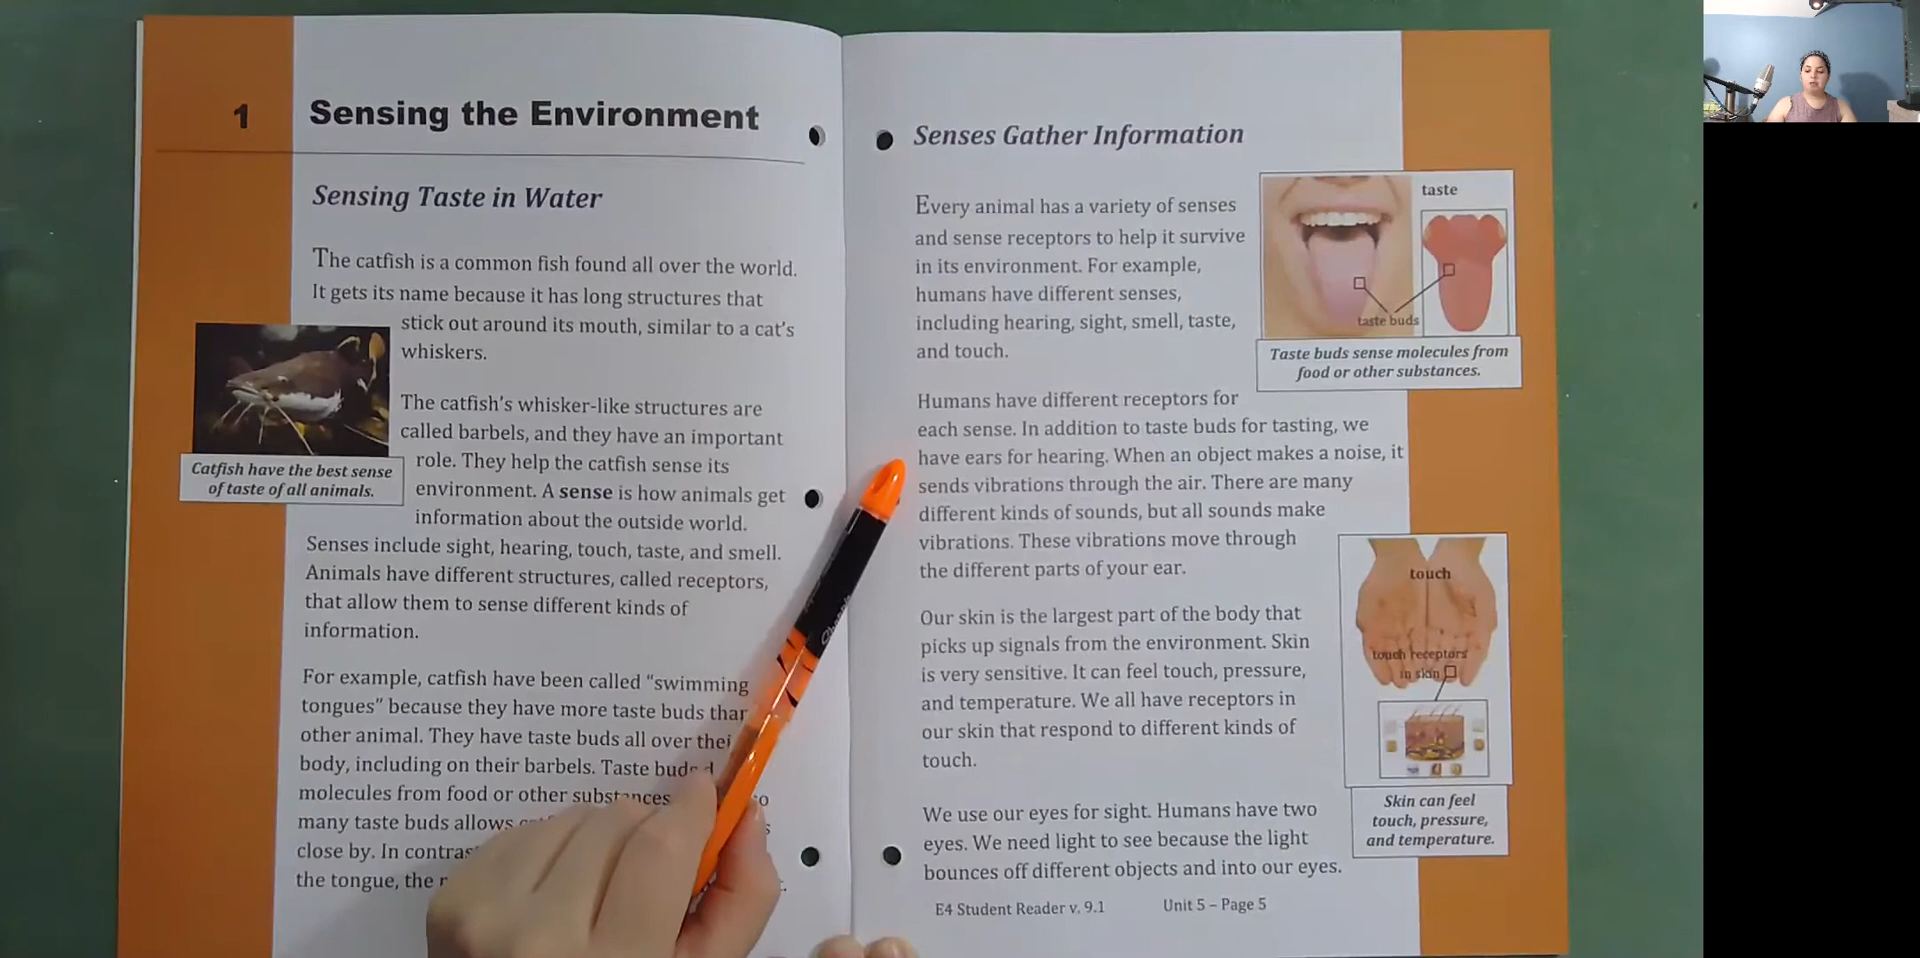 1
Sensing the Environment
Sensing Taste in Water
The catfish is a common fish found all over the world.
It gets its name because it has long structures that
stick out around its mouth, similar to a cat's
whiskers.
Catfish have the best sense
of taste of all animals.
The catfish's whisker-like structures are
called barbels, and they have an important
role. They help the catfish sense its
environment. A sense is how animals get
information about the outside world.
Senses include sight, hearing, touch, taste, and smell.
Animals have different structures, called receptors,
that allow them to sense different kinds of
information.
For example, catfish have been called “swimming
tongues” because they have more taste buds
other animal. They have taste buds all over
body, including on their barbels. Taste
molecules from food or other substances
many taste buds allows
close by. In
the tongue, the
Senses Gather Information
Every animal has a variety of senses
and sense receptors to help it survive
in its environment. For example,
humans have different senses,
including hearing, sight, smell, taste,
and touch.
taste
taste buds
Taste buds sense molecules from
food or other substances.
Humans have different receptors for
each sense. In addition to taste buds for tasting, we
have ears for hearing. When an object makes a noise, it
sends vibrations through the air. There are many
different kinds of sounds, but all sounds make
vibrations. These vibrations move through
the different parts of your ear.
Our skin is the largest part of the body that
picks up signals from the environment. Skin
is very sensitive. It can feel touch, pressure,
and temperature. We all have receptors in
our skin that respond to different kinds of
touch.
touch
touch receptors
in skin
Skin can feel
touch, pressure,
and temperature.
We use our eyes for sight. Humans have two
eyes. We need light to see because the light
bounces off different objects and into our eyes.
E4 Student Reader v. 9.1
Unit 5 – Page 5
Sharpie